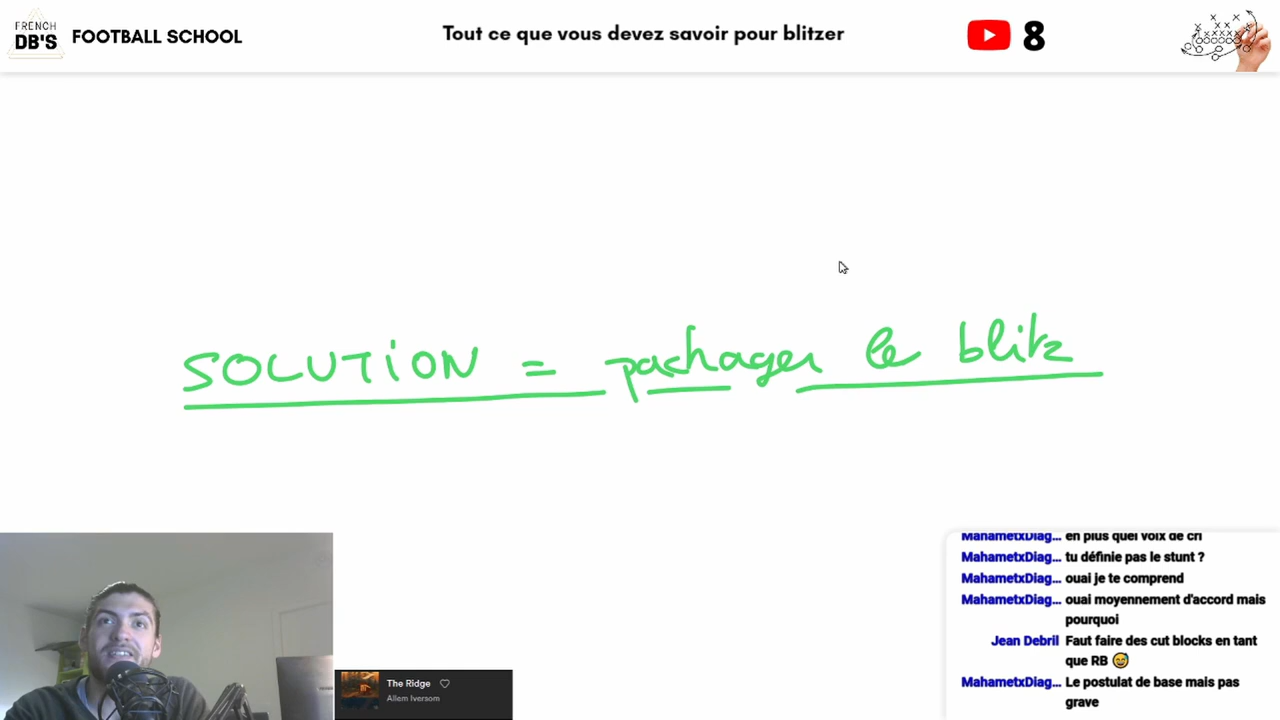 FRENCH
DB'S
FOOTBALL SCHOOL
Tout ce que vous devez savoir pour blitzer
8
SOLUTION = packager le blitz
MahametxDiag... en plus quel voix de cri
MahametxDiag... tu définie pas le stunt ?
MahametxDiag... ouai je te comprend
MahametxDiag... ouai moyennement d'accord mais
pourquoi
Jean Debril Faut faire des cut blocks en tant
que RB 😅
MahametxDiag... Le postulat de base mais pas
grave
The Ridge
Allem Iversom